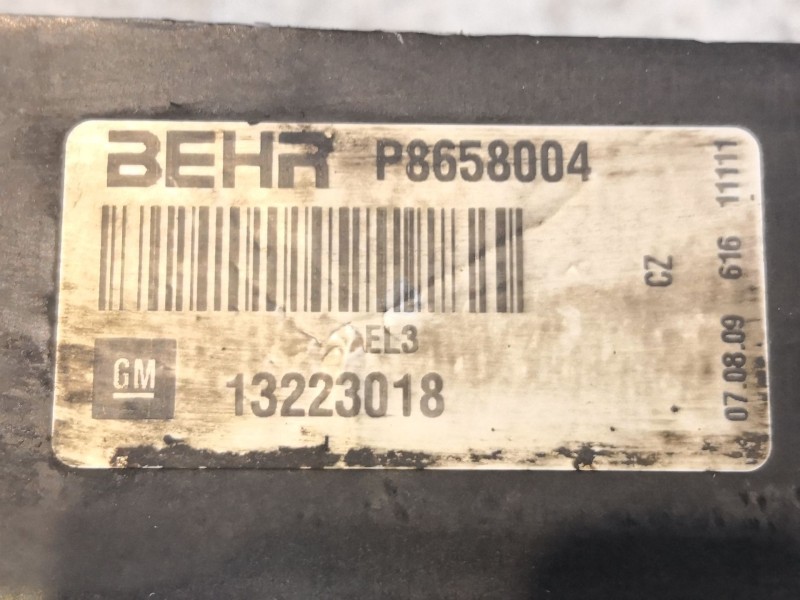 BEHR P8658004
EL3
GM
13223018
CZ
07.08.09 616 11111